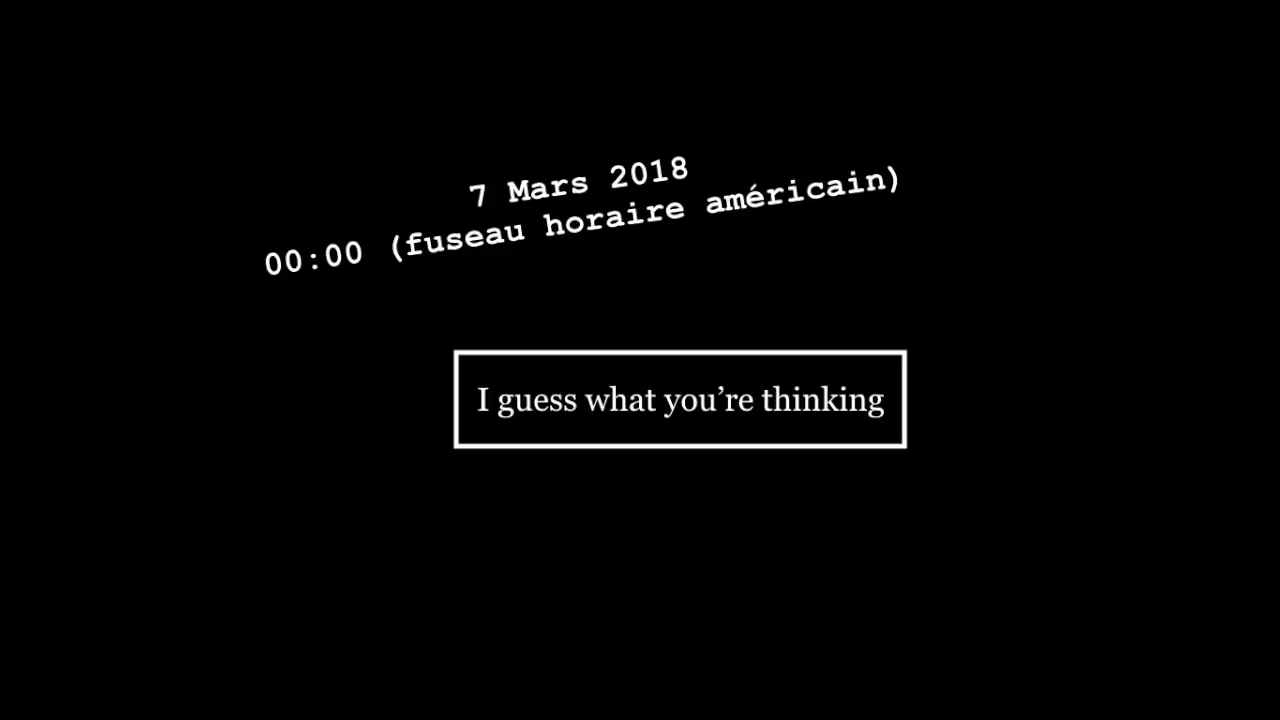 7 Mars 2018
00:00 (fuseau horaire américain)
I guess what you’re thinking